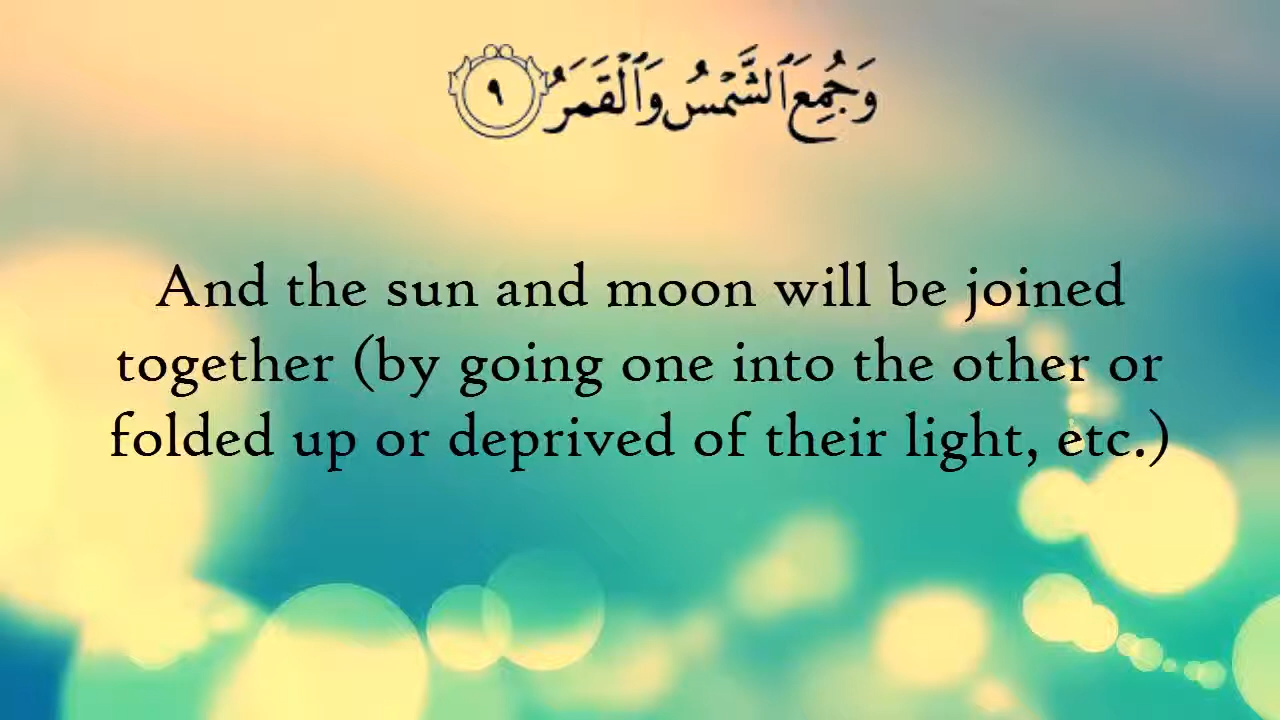 وَجُمِعَ ٱلشَّمْسُ وَٱلْقَمَرُ ٩
And the sun and moon will be joined
together (by going one into the other or
folded up or deprived of their light, etc.)